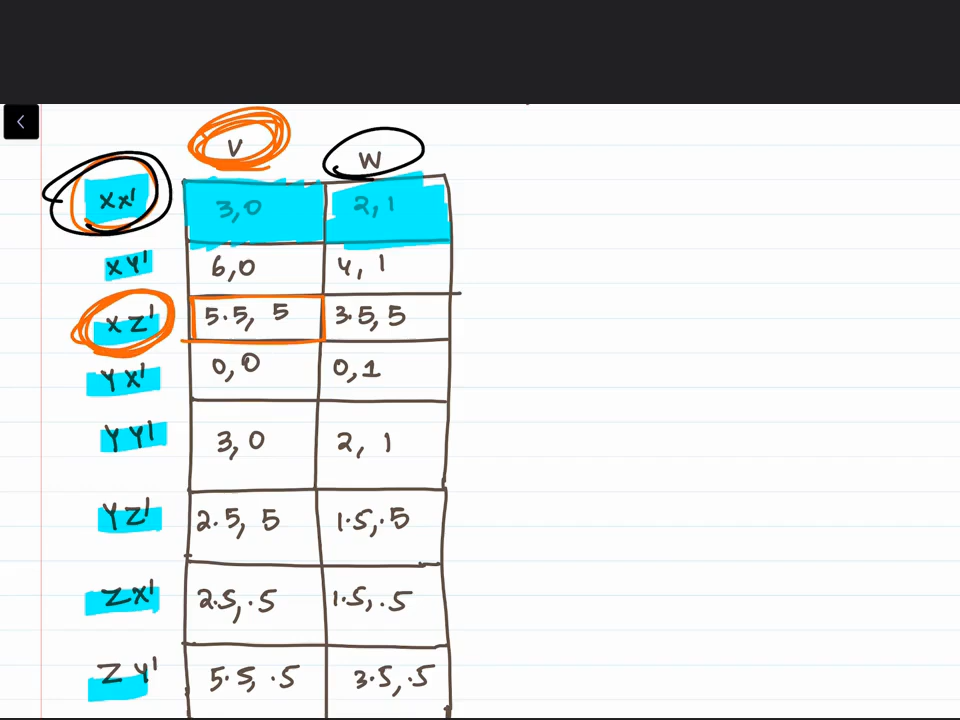 V W
XX' 3,0 2,1
XY' 6,0 4,1
XZ' 5.5, 5 3.5,5
YX' 0,0 0,1
YY' 3,0 2, 1
YZ' 2.5, 5 1.5,.5
ZX' 2.5,.5 1.5,.5
ZY' 5.5,.5 3.5,.5